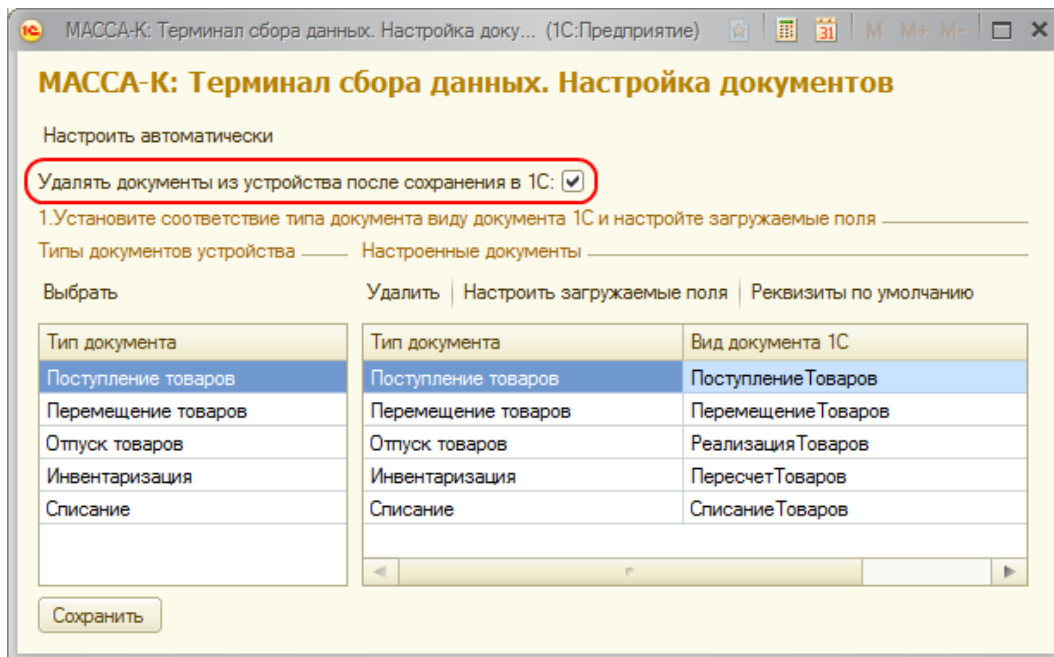 1С МАССА-К: Терминал сбора данных. Настройка доку... (1С:Предприятие) 31 M M+ M-
МАССА-К: Терминал сбора данных. Настройка документов
Настроить автоматически
Удалять документы из устройства после сохранения в 1С:
1.Установите соответствие типа документа виду документа 1С и настройте загружаемые поля
Типы документов устройства Настроенные документы
Выбрать Удалить Настроить загружаемые поля Реквизиты по умолчанию
Тип документа Тип документа Вид документа 1С
Поступление товаров Поступление товаров ПоступлениеТоваров
Перемещение товаров Перемещение товаров ПеремещениеТоваров
Отпуск товаров Отпуск товаров РеализацияТоваров
Инвентаризация Инвентаризация ПересчетТоваров
Списание Списание СписаниеТоваров
Сохранить